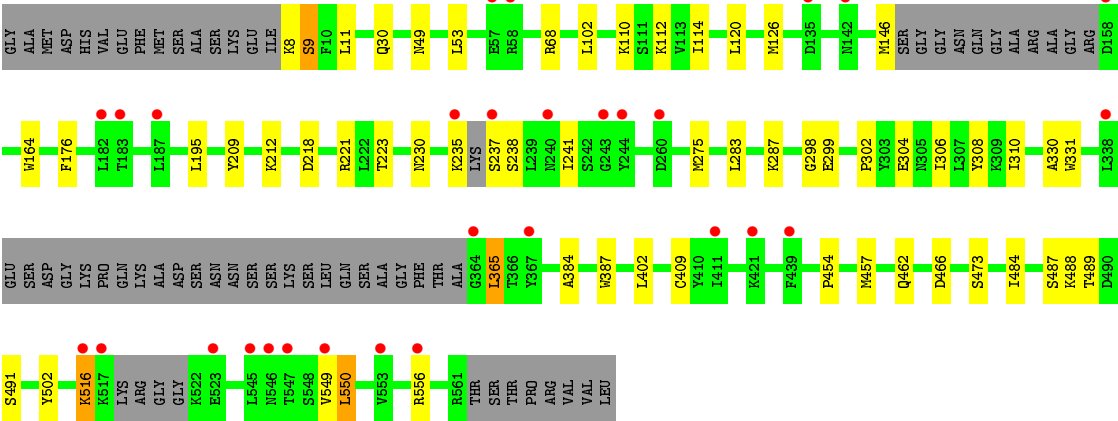 GLY ALA MET ASP HIS VAL GLU PHE MET SER ALA SER LYS GLU ILE K8 S9 F10 L11 Q30 N49 L53 E57 R58 R68 L102 K110 S111 K112 V113 I114 L120 M126 D135 N142 M146 SER GLY GLY ASN GLN GLY ALA ARG ALA GLY ARG D158
W164 F176 L182 T183 L187 L195 Y209 K212 D218 R221 L222 T223 N230 K235 LYS S237 S238 L239 N240 I241 S242 G243 Y244 D260 M275 L283 K287 G298 E299 P302 Y303 E304 N305 I306 L307 Y308 K309 I310 A330 W331 L338
GLU SER ASP GLY LYS PRO GLN LYS ALA ASP SER ASN ASN SER SER LYS SER LEU GLN SER ALA GLY PHE THR ALA G364 L365 T366 Y367 A384 W387 L402 C409 Y410 I411 K421 F439 P454 M457 Q462 D466 S473 I484 S487 K488 T489 D490
S491 Y502 K516 K517 LYS ARG GLY GLY K522 E523 L545 N546 T547 S548 V549 L550 V553 R556 R561 THR SER THR PRO ARG VAL VAL LEU